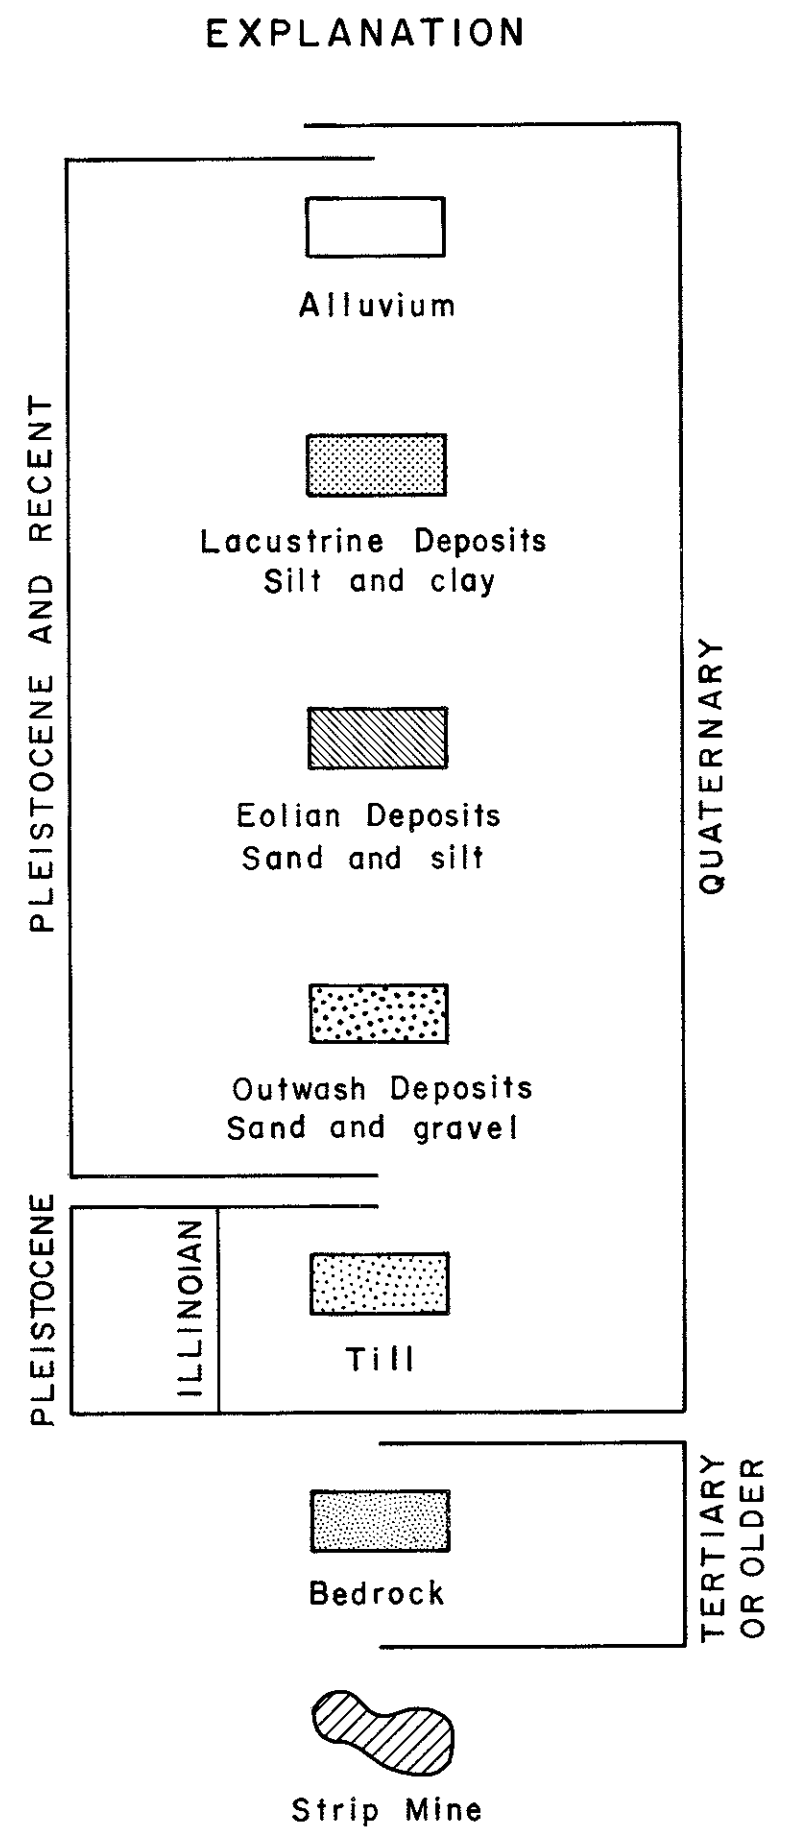 EXPLANATION
Alluvium
Lacustrine Deposits
Silt and clay
Eolian Deposits
Sand and silt
Outwash Deposits
Sand and gravel
PLEISTOCENE AND RECENT
QUATERNARY
PLEISTOCENE
ILLINOIAN
Till
Bedrock
TERTIARY
OR OLDER
Strip Mine